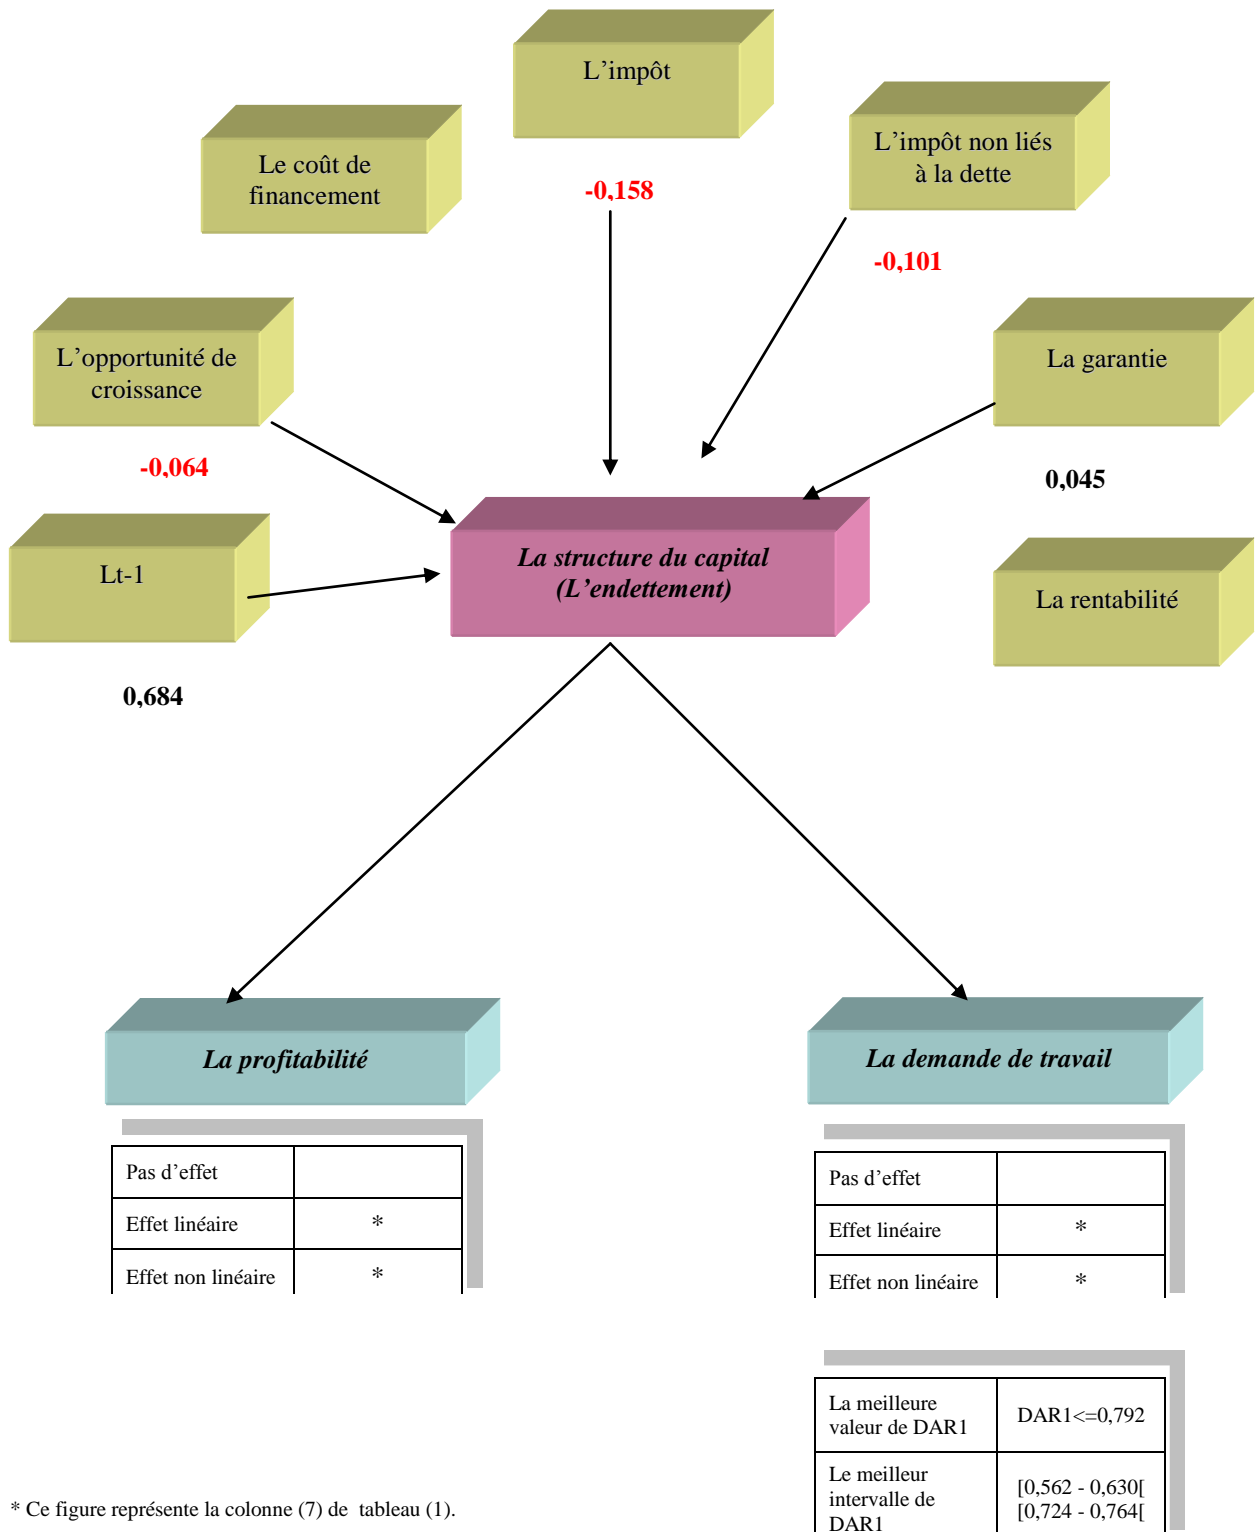 L'impôt
-0,158
Le coût de
financement
L'impôt non liés
à la dette
-0,101
L'opportunité de
croissance
-0,064
La garantie
0,045
Lt-1
0,684
La structure du capital
(L'endettement)
La rentabilité
La profitabilité
Pas d'effet
Effet linéaire *
Effet non linéaire *
La demande de travail
Pas d'effet
Effet linéaire *
Effet non linéaire *
La meilleure
valeur de DAR1
DAR1<=0,792
Le meilleur
intervalle de
DAR1
[0,562 - 0,630[
[0,724 - 0,764[
* Ce figure représente la colonne (7) de tableau (1).